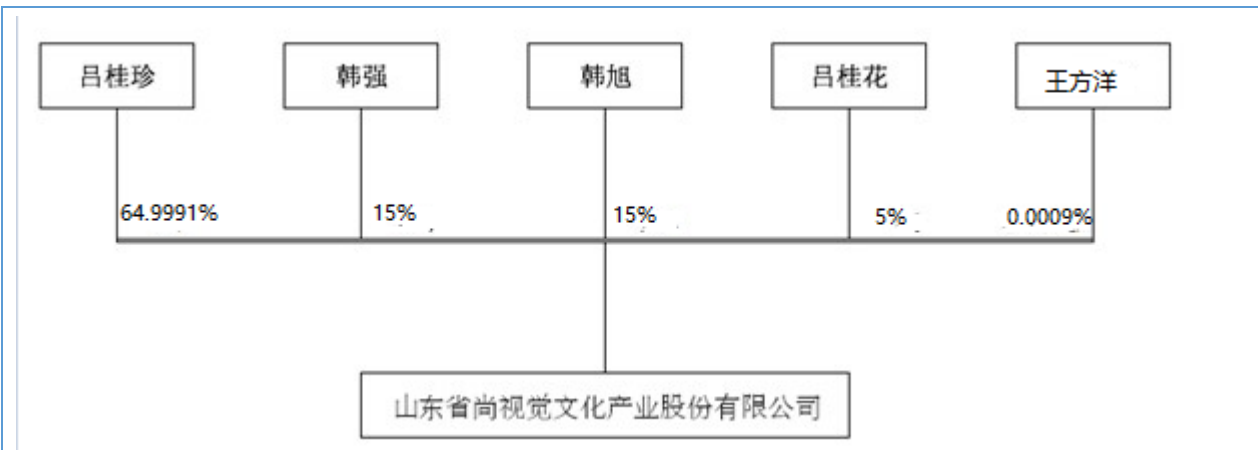 吕桂珍 韩强 韩旭 吕桂花 王方洋
64.9991% 15% 15% 5% 0.0009%
山东省尚视觉文化产业股份有限公司